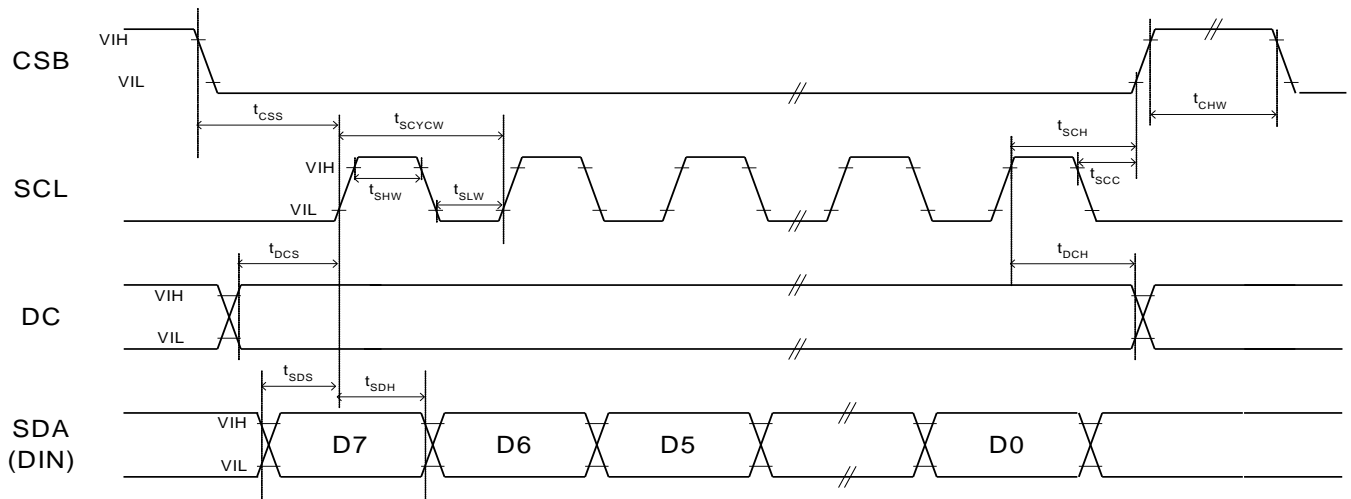 VIH
CSB
VIL
tCSS
tSCYCW
tSCH
tCHW
tSCC
SCL
VIH
tSHW
tSLW
VIL
tDCS
tDCH
VIH
DC
VIL
tSDS
tSDH
SDA
(DIN)
VIH
D7
D6
D5
D0
VIL